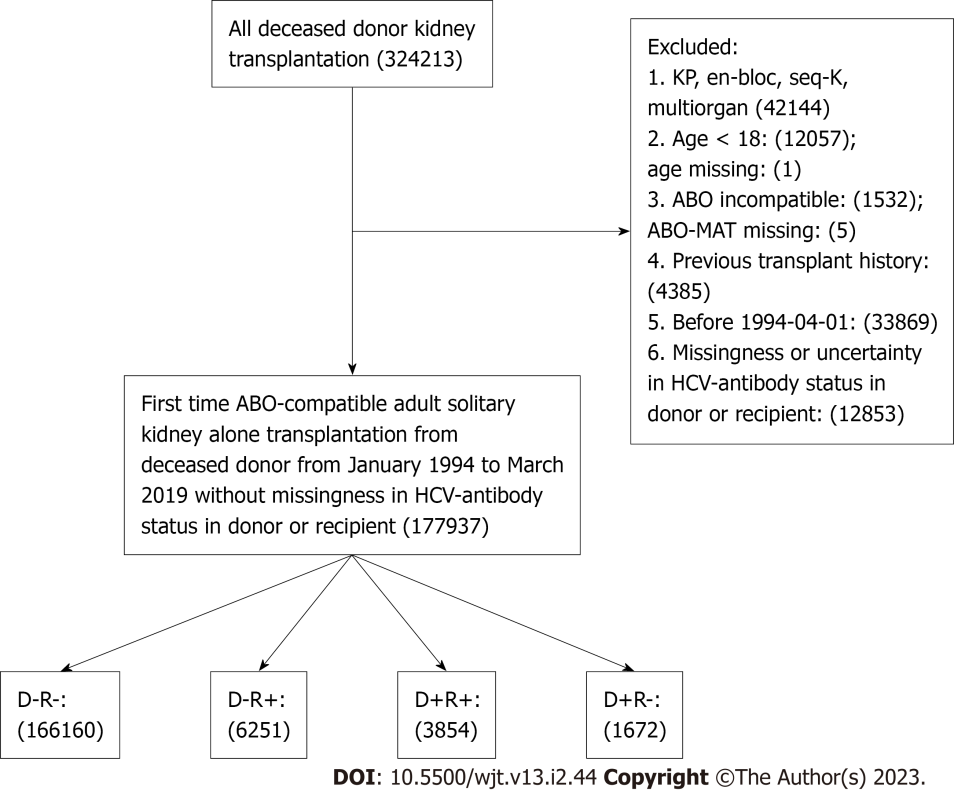 All deceased donor kidney
transplantation (324213)
Excluded:
1. KP, en-bloc, seq-K,
multiorgan (42144)
2. Age < 18: (12057);
age missing: (1)
3. ABO incompatible: (1532);
ABO-MAT missing: (5)
4. Previous transplant history:
(4385)
5. Before 1994-04-01: (33869)
6. Missingness or uncertainty
in HCV-antibody status in
donor or recipient: (12853)
First time ABO-compatible adult solitary
kidney alone transplantation from
deceased donor from January 1994 to March
2019 without missingness in HCV-antibody
status in donor or recipient (177937)
D-R-:
(166160)
D-R+:
(6251)
D+R+:
(3854)
D+R-:
(1672)
DOI: 10.5500/wjt.v13.i2.44 Copyright ©The Author(s) 2023.